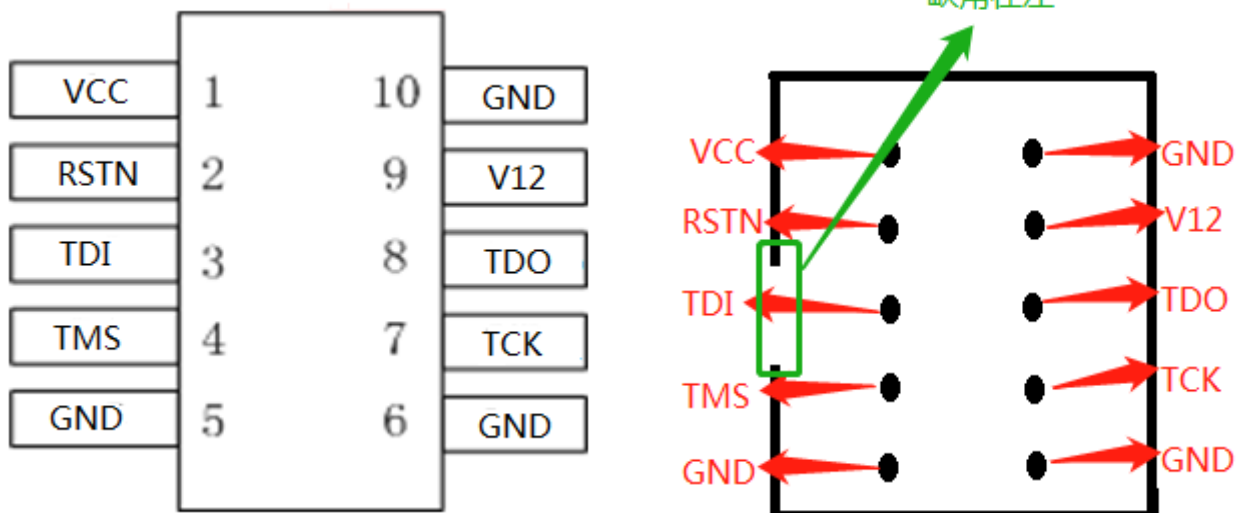 VCC 1 10 GND
RSTN 2 9 V12
TDI 3 8 TDO
TMS 4 7 TCK
GND 5 6 GND
VCC GND
RSTN V12
TDI TDO
TMS TCK
GND GND